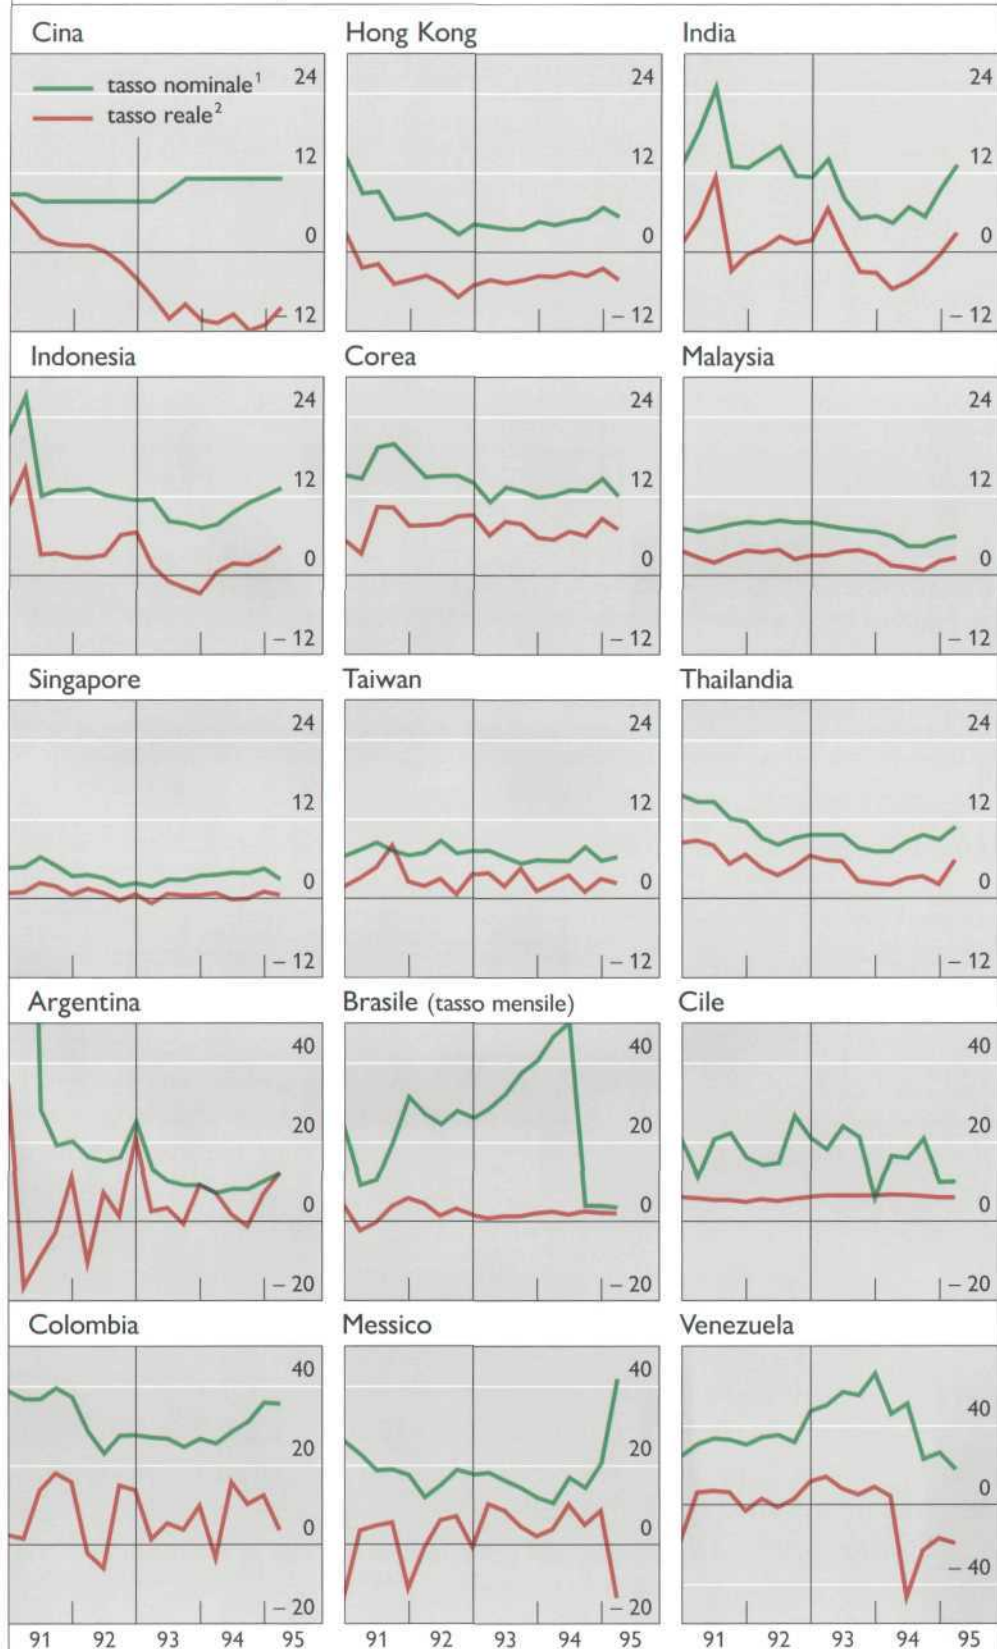 Cina Hong Kong India
tasso nominale¹
tasso reale²
24 24 24
12 12 12
0 0 0
– 12 – 12 – 12
Indonesia Corea Malaysia
24 24 24
12 12 12
0 0 0
– 12 – 12 – 12
Singapore Taiwan Thailandia
24 24 24
12 12 12
0 0 0
– 12 – 12 – 12
Argentina Brasile (tasso mensile) Cile
40 40 40
20 20 20
0 0 0
– 20 – 20 – 20
Colombia Messico Venezuela
40 40 40
20 20 0
0 0 – 40
– 20 – 20
91 92 93 94 95 91 92 93 94 95 91 92 93 94 95